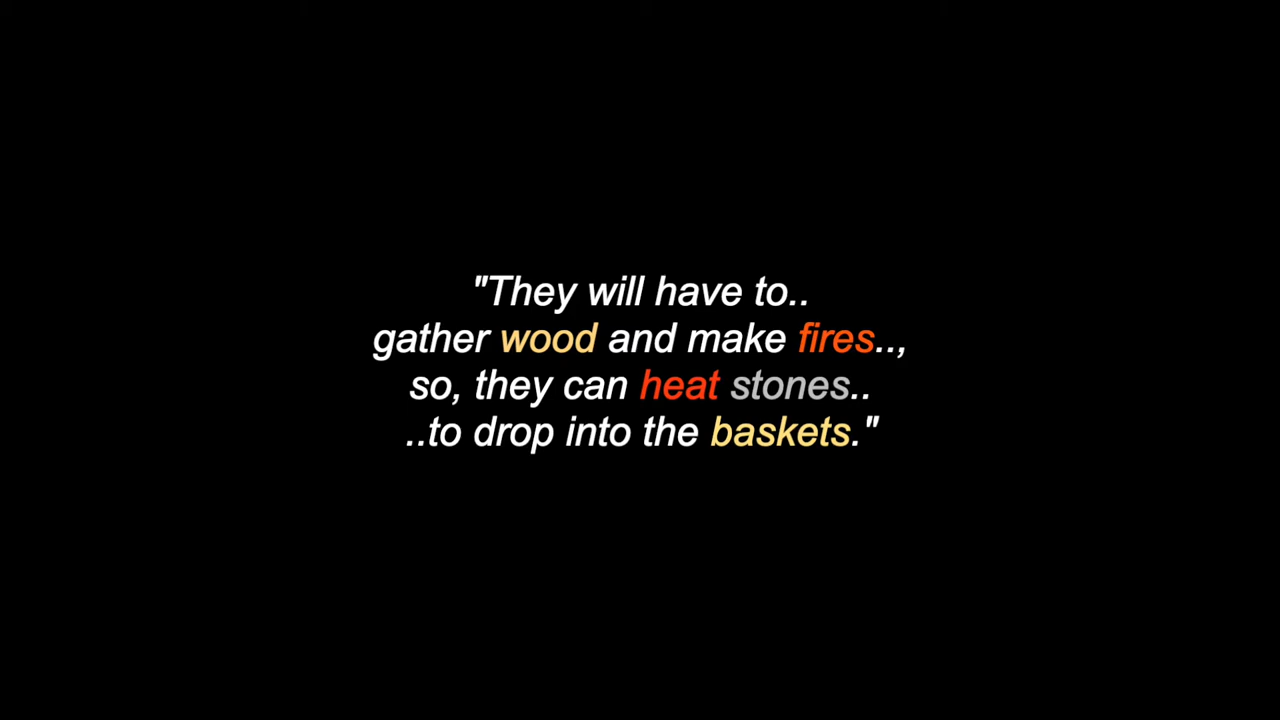 "They will have to..
gather wood and make fires..,
so, they can heat stones..
..to drop into the baskets."